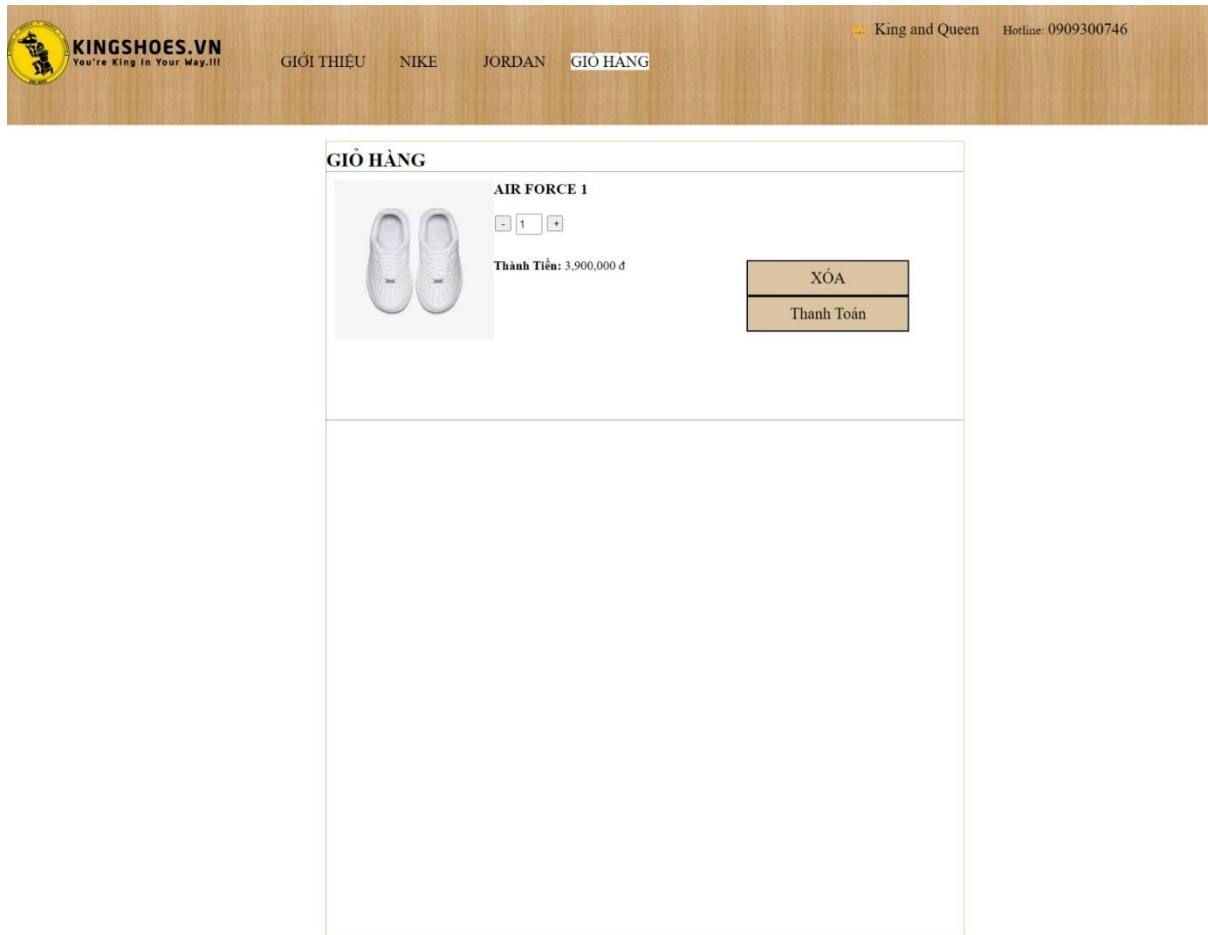 KINGSHOES.VN
You're King In Your Way.!!!
GIỚI THIỆU
NIKE
JORDAN
GIỎ HÀNG
King and Queen
Hotline: 0909300746
GIỎ HÀNG
AIR FORCE 1
- 1 +
Thành Tiền: 3,900,000 đ
XÓA
Thanh Toán